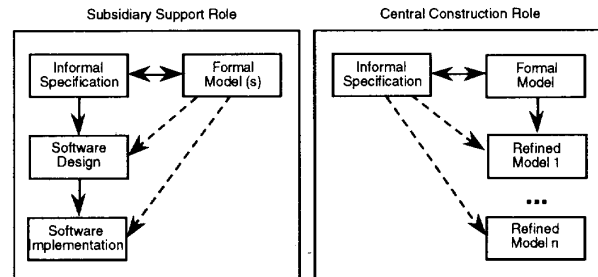 Subsidiary Support Role
Informal
Specification
Formal
Model (s)
Software
Design
Software
Implementation
Central Construction Role
Informal
Specification
Formal
Model
Refined
Model 1
...
Refined
Model n